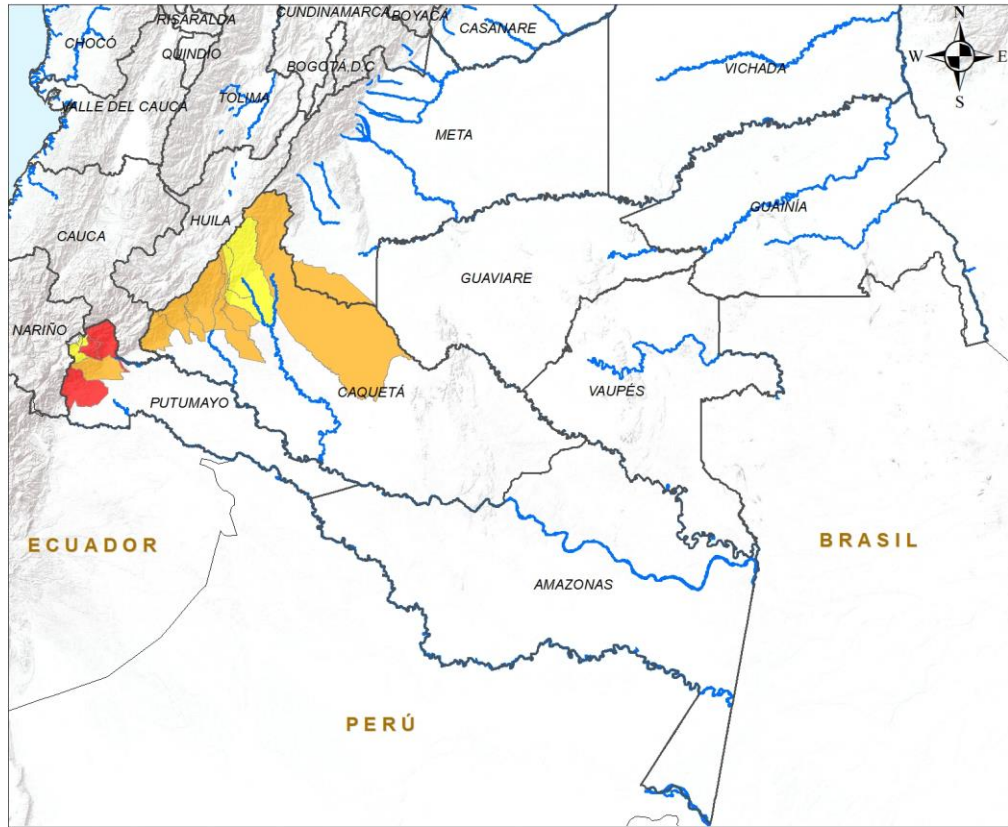 CUNDINAMARCA
BOYACÁ
RISARALDA
CASANARE
N
CHOCÓ
QUINDÍO
BOGOTÁ D.C
W
E
VICHADA
S
VALLE DEL CAUCA
TOLIMA
META
GUAINÍA
HUILA
CAUCA
GUAVIARE
NARIÑO
CAQUETÁ
VAUPÉS
PUTUMAYO
ECUADOR
BRASIL
AMAZONAS
PERÚ